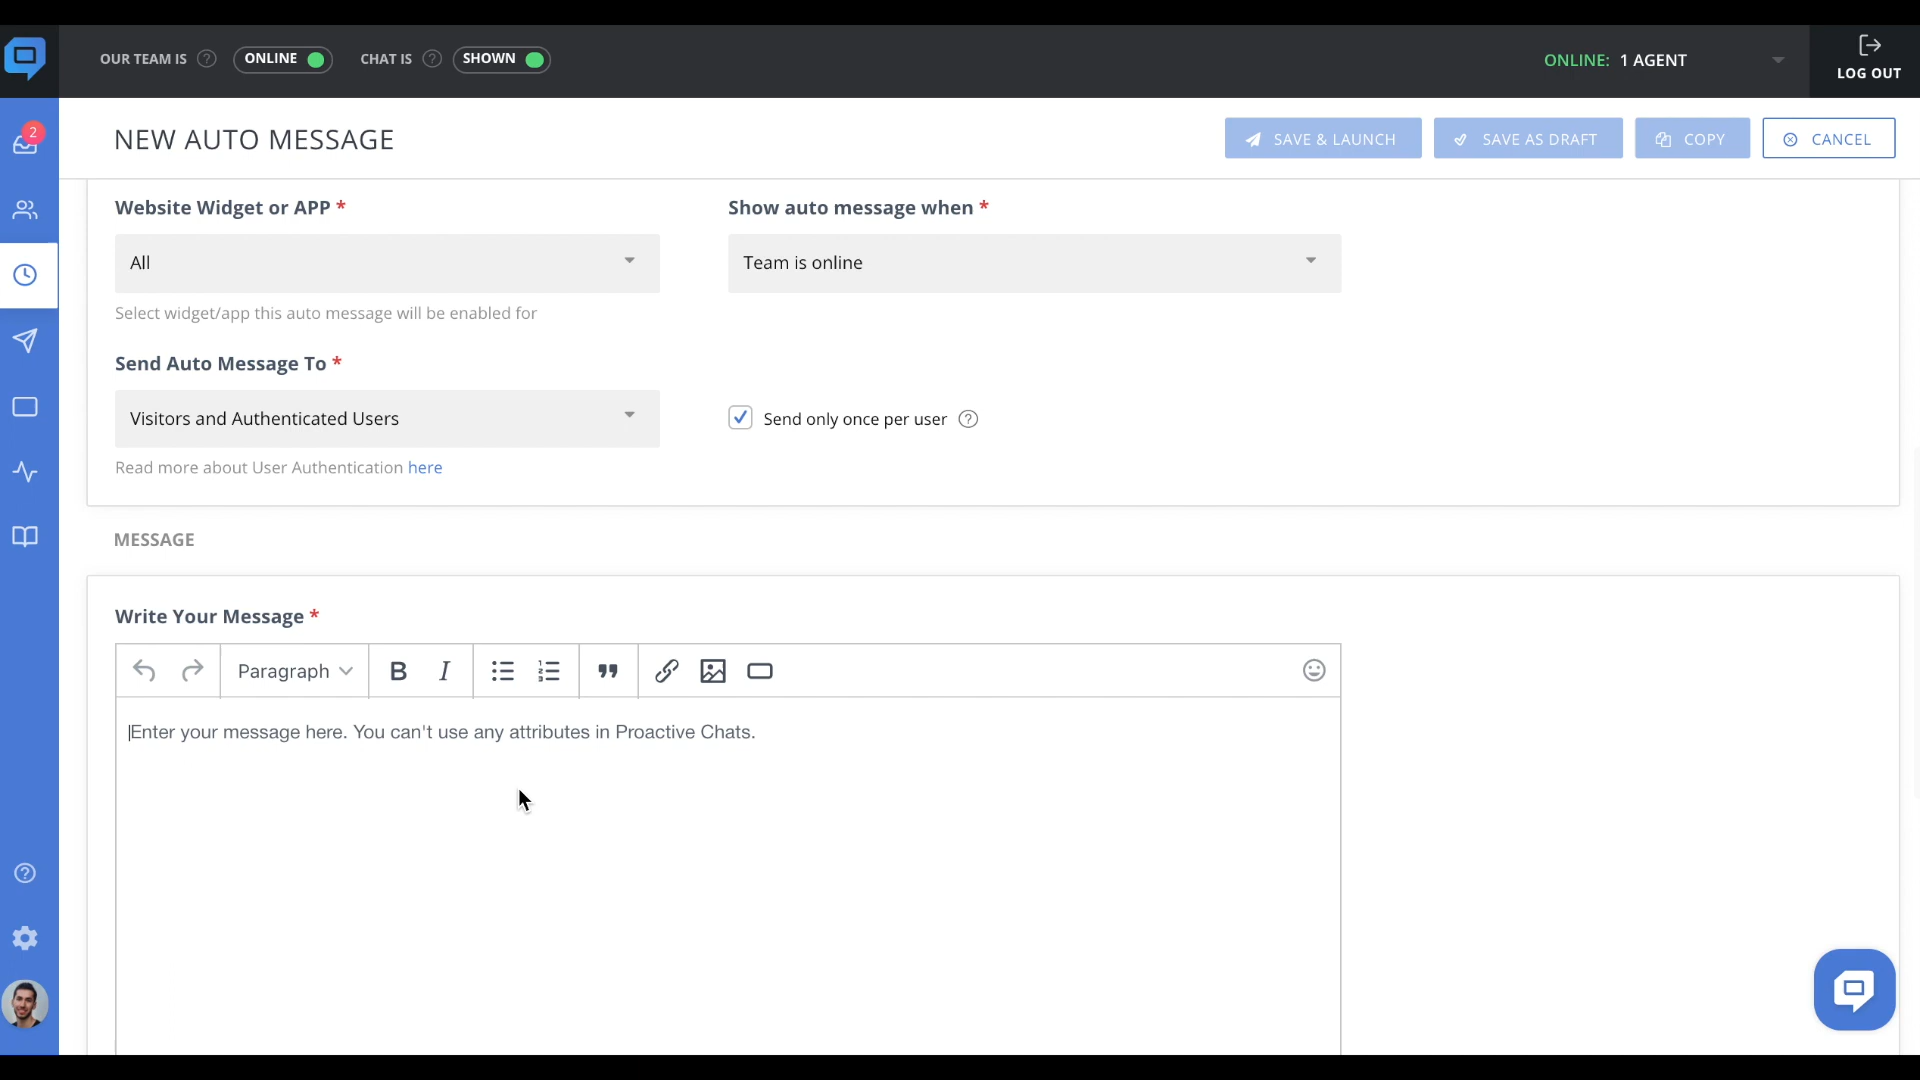 OUR TEAM IS ? ONLINE CHAT IS ? SHOWN ONLINE: 1 AGENT LOG OUT
2
NEW AUTO MESSAGE SAVE & LAUNCH SAVE AS DRAFT COPY CANCEL
Website Widget or APP * Show auto message when *
All Team is online
Select widget/app this auto message will be enabled for
Send Auto Message To *
Visitors and Authenticated Users Send only once per user ?
Read more about User Authentication here
MESSAGE
Write Your Message *
Paragraph B I
Enter your message here. You can't use any attributes in Proactive Chats.
?